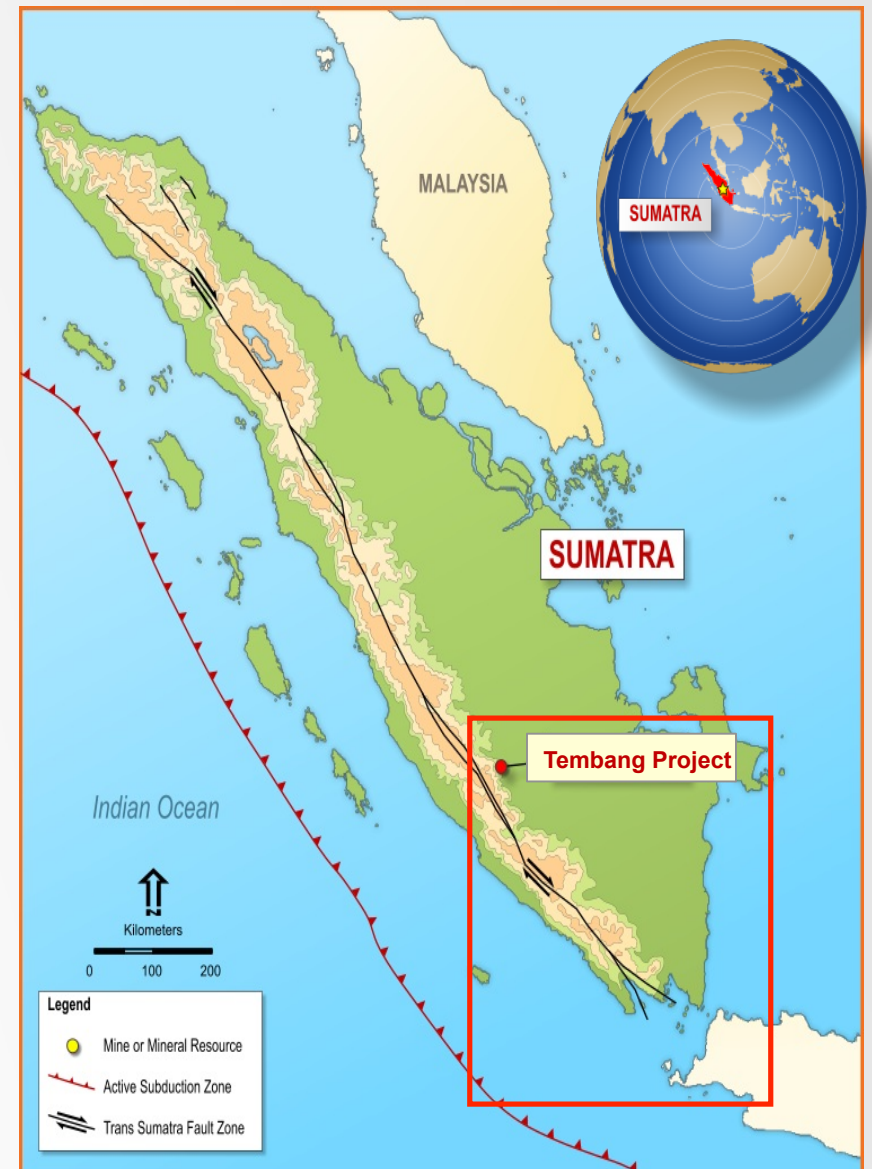 MALAYSIA
SUMATRA
SUMATRA
Tembang Project
Indian Ocean
N
Kilometers
0 100 200
Legend
Mine or Mineral Resource
Active Subduction Zone
Trans Sumatra Fault Zone